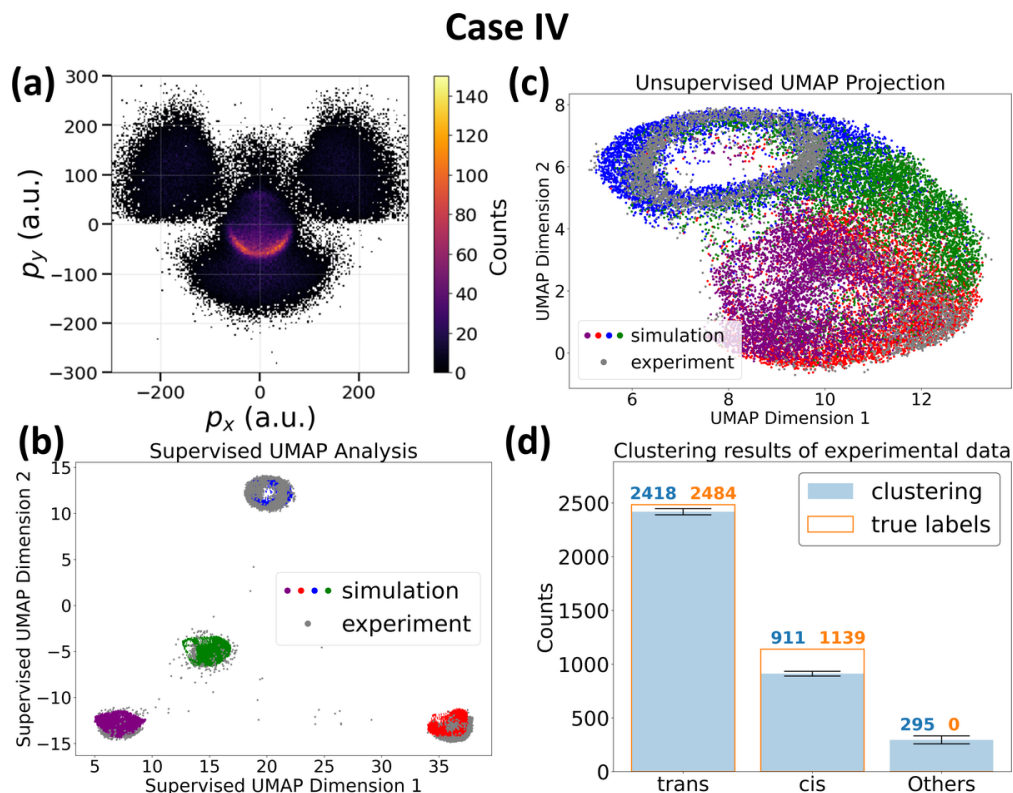 Case IV
(a)
300
200
100
0
−100
−200
−300
−200
0
200
p_x (a.u.)
p_y (a.u.)
140
120
100
80
60
40
20
0
Counts
(c)
Unsupervised UMAP Projection
8
6
4
2
0
UMAP Dimension 2
simulation
experiment
6
8
10
12
UMAP Dimension 1
(b)
Supervised UMAP Analysis
15
10
5
0
−5
−10
−15
Supervised UMAP Dimension 2
simulation
experiment
5
10
15
20
25
30
35
Supervised UMAP Dimension 1
(d)
Clustering results of experimental data
2500
2000
1500
1000
500
0
Counts
2418 2484
clustering
true labels
911 1139
295 0
trans
cis
Others